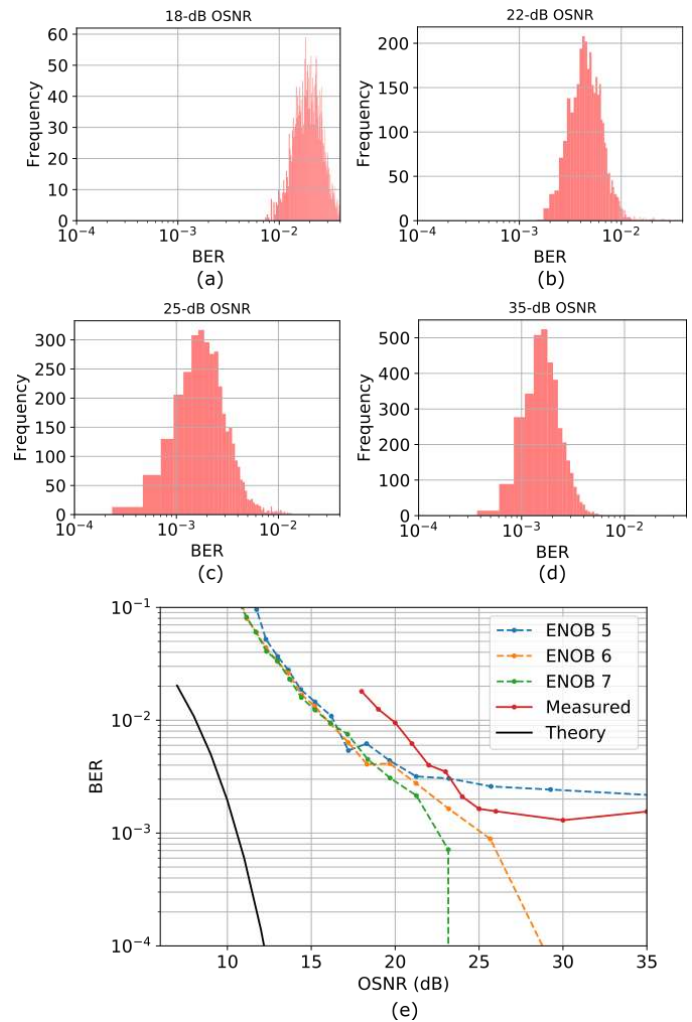 18-dB OSNR
60
50
40
30
20
10
0
Frequency
10⁻⁴ 10⁻³ 10⁻²
BER
(a)
22-dB OSNR
200
150
100
50
0
Frequency
10⁻⁴ 10⁻³ 10⁻²
BER
(b)
25-dB OSNR
300
250
200
150
100
50
0
Frequency
10⁻⁴ 10⁻³ 10⁻²
BER
(c)
35-dB OSNR
500
400
300
200
100
0
Frequency
10⁻⁴ 10⁻³ 10⁻²
BER
(d)
10⁻¹
10⁻²
10⁻³
10⁻⁴
BER
ENOB 5
ENOB 6
ENOB 7
Measured
Theory
10 15 20 25 30 35
OSNR (dB)
(e)